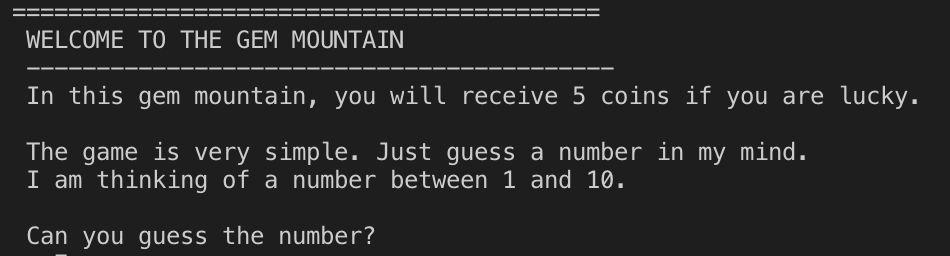 ==========================================
WELCOME TO THE GEM MOUNTAIN
------------------------------------------
In this gem mountain, you will receive 5 coins if you are lucky.
The game is very simple. Just guess a number in my mind.
I am thinking of a number between 1 and 10.
Can you guess the number?